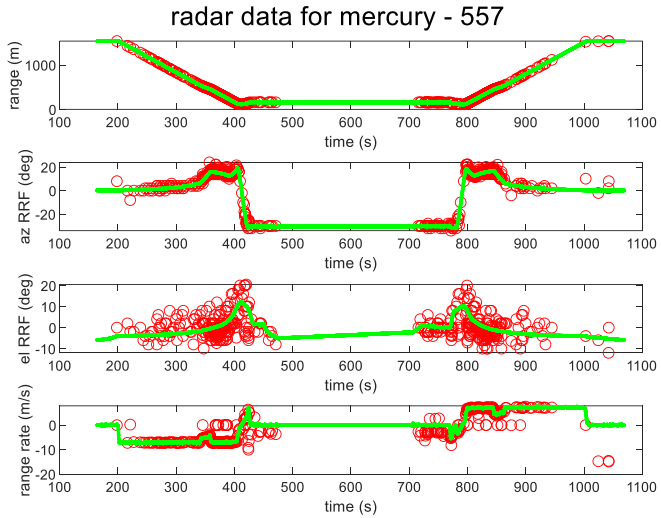 radar data for mercury - 557
range (m)
1000
0
100 200 300 400 500 600 700 800 900 1000 1100
time (s)
az RRF (deg)
20
0
-20
100 200 300 400 500 600 700 800 900 1000 1100
time (s)
el RRF (deg)
20
10
0
-10
100 200 300 400 500 600 700 800 900 1000 1100
time (s)
range rate (m/s)
0
-10
-20
100 200 300 400 500 600 700 800 900 1000 1100
time (s)